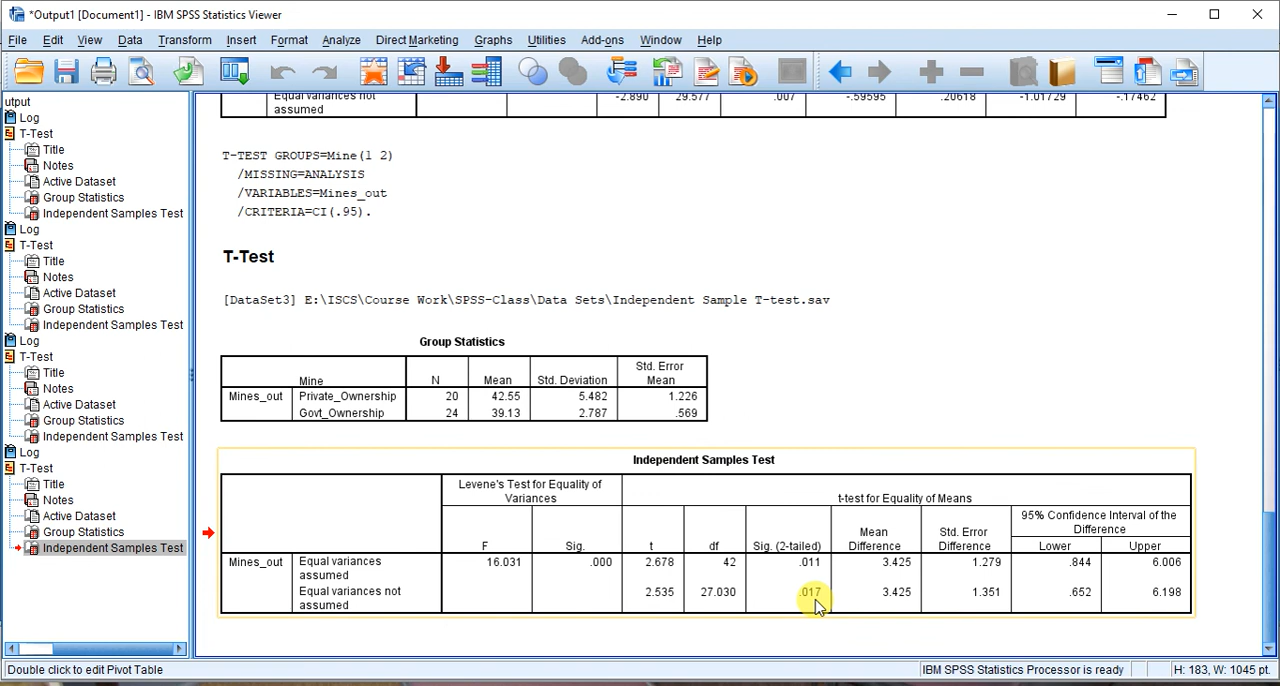 *Output1 [Document1] - IBM SPSS Statistics Viewer
File Edit View Data Transform Insert Format Analyze Direct Marketing Graphs Utilities Add-ons Window Help
utput
Log
T-Test
Title
Notes
Active Dataset
Group Statistics
Independent Samples Test
Log
T-Test
Title
Notes
Active Dataset
Group Statistics
Independent Samples Test
Log
T-Test
Title
Notes
Active Dataset
Group Statistics
Independent Samples Test
Log
T-Test
Title
Notes
Active Dataset
Group Statistics
Independent Samples Test
Equal variances not -2.890 29.577 .007 -.59595 .20618 -1.01729 -.17462
assumed
T-TEST GROUPS=Mine(1 2)
/MISSING=ANALYSIS
/VARIABLES=Mines_out
/CRITERIA=CI(.95).
T-Test
[DataSet3] E:\ISCS\Course Work\SPSS-Class\Data Sets\Independent Sample T-test.sav
Group Statistics
Mine N Mean Std. Deviation Std. Error Mean
Mines_out Private_Ownership 20 42.55 5.482 1.226
Govt_Ownership 24 39.13 2.787 .569
Independent Samples Test
Levene's Test for Equality of Variances t-test for Equality of Means
95% Confidence Interval of the Difference
F Sig. t df Sig. (2-tailed) Mean Difference Std. Error Difference Lower Upper
Mines_out Equal variances assumed 16.031 .000 2.678 42 .011 3.425 1.279 .844 6.006
Equal variances not assumed 2.535 27.030 .017 3.425 1.351 .652 6.198
Double click to edit Pivot Table IBM SPSS Statistics Processor is ready H: 183, W: 1045 pt.